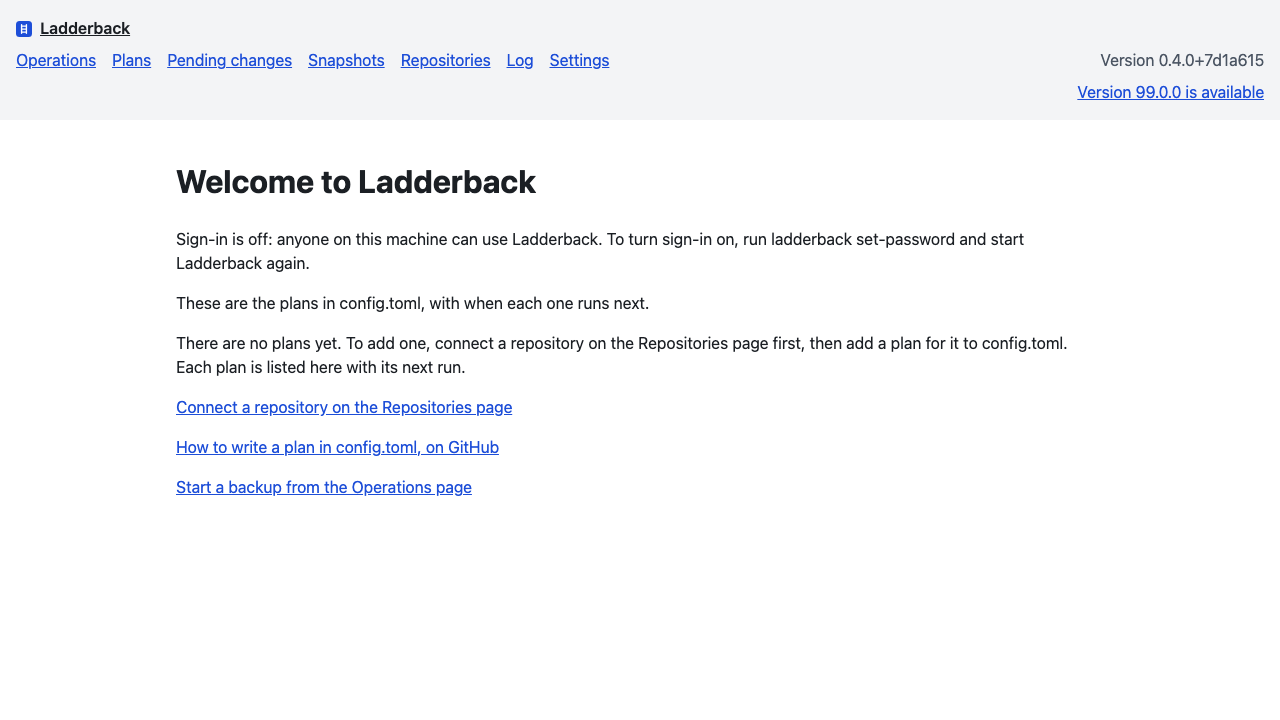 Ladderback
Operations Plans Pending changes Snapshots Repositories Log Settings Version 0.4.0+7d1a615
Version 99.0.0 is available
Welcome to Ladderback
Sign-in is off: anyone on this machine can use Ladderback. To turn sign-in on, run ladderback set-password and start
Ladderback again.
These are the plans in config.toml, with when each one runs next.
There are no plans yet. To add one, connect a repository on the Repositories page first, then add a plan for it to config.toml.
Each plan is listed here with its next run.
Connect a repository on the Repositories page
How to write a plan in config.toml, on GitHub
Start a backup from the Operations page